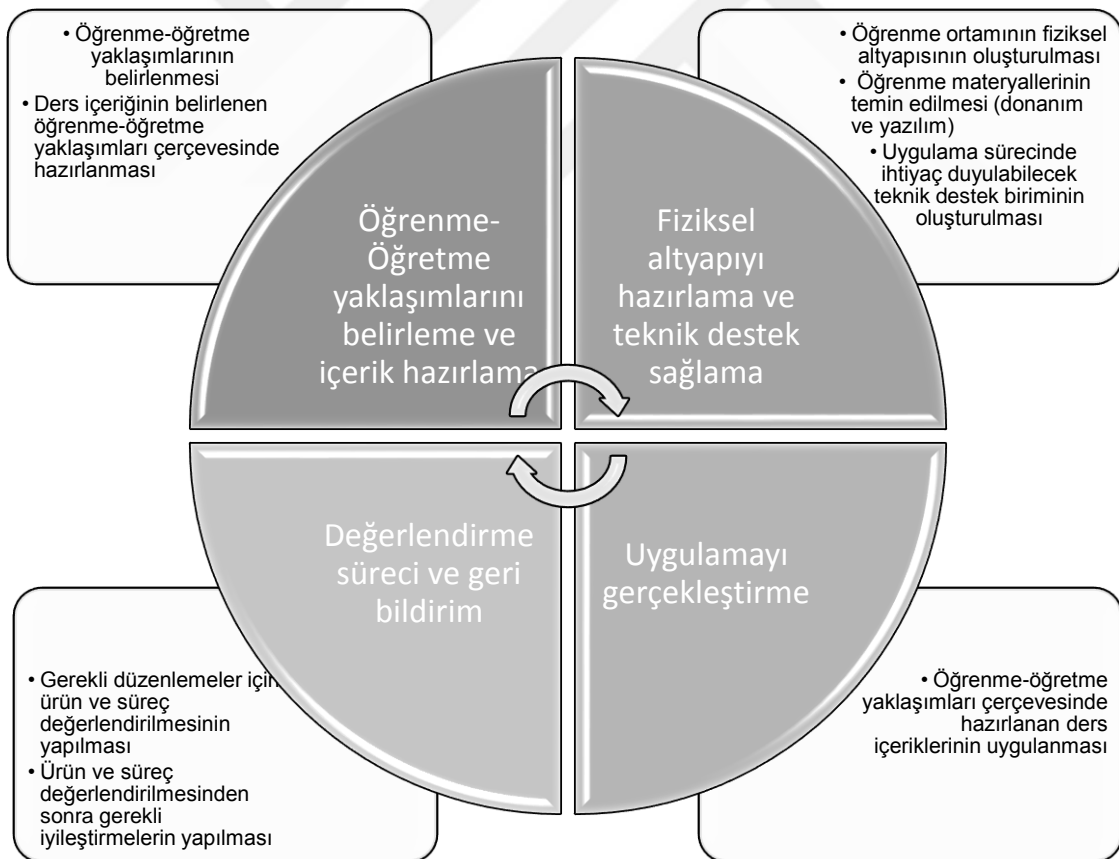 • Öğrenme-öğretme
yaklaşımlarının
belirlenmesi
• Ders içeriğinin belirlenen
öğrenme-öğretme
yaklaşımları çerçevesinde
hazırlanması
• Öğrenme ortamının fiziksel
altyapısının oluşturulması
• Öğrenme materyallerinin
temin edilmesi (donanım
ve yazılım)
• Uygulama sürecinde
ihtiyaç duyulabilecek
teknik destek biriminin
oluşturulması
Öğrenme-
Öğretme
yaklaşımlarını
belirleme ve
içerik hazırlama
Fiziksel
altyapıyı
hazırlama ve
teknik destek
sağlama
Değerlendirme
süreci ve geri
bildirim
Uygulamayı
gerçekleştirme
• Gerekli düzenlemeler için
ürün ve süreç
değerlendirilmesinin
yapılması
• Ürün ve süreç
değerlendirilmesinden
sonra gerekli
iyileştirmelerin yapılması
• Öğrenme-öğretme
yaklaşımları çerçevesinde
hazırlanan ders
içeriklerinin uygulanması